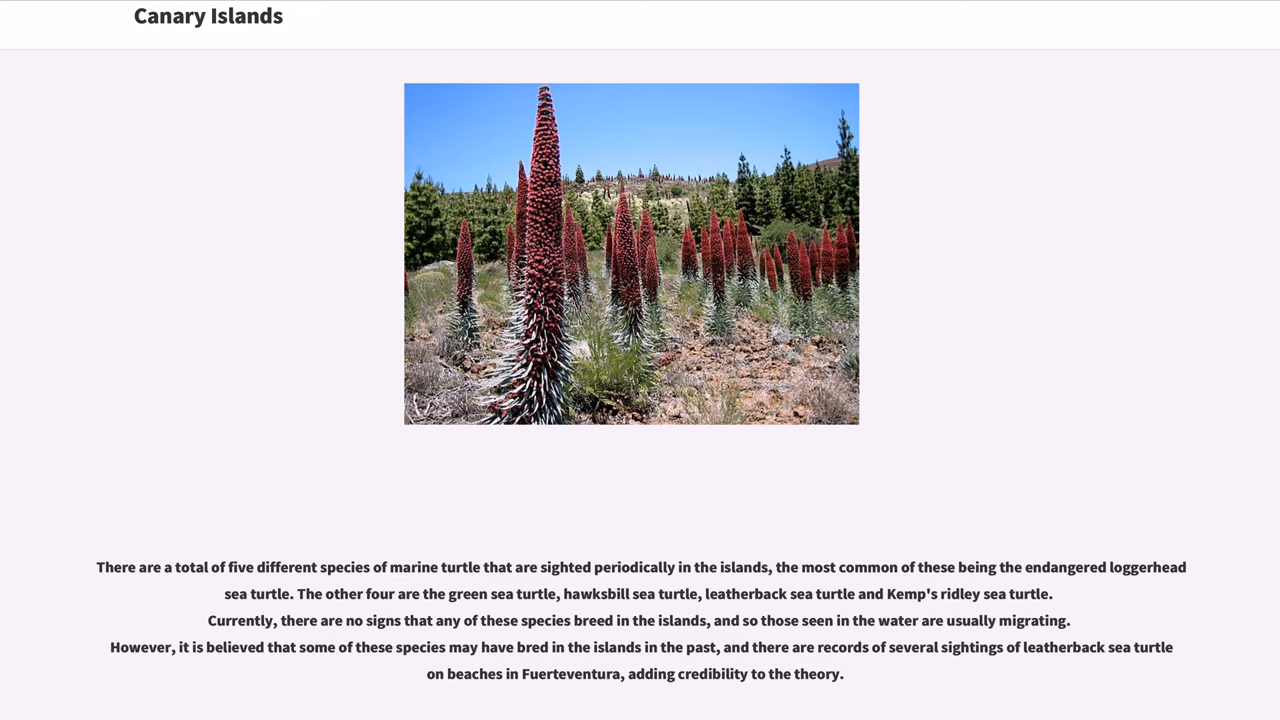 Canary Islands
There are a total of five different species of marine turtle that are sighted periodically in the islands, the most common of these being the endangered loggerhead
sea turtle. The other four are the green sea turtle, hawksbill sea turtle, leatherback sea turtle and Kemp's ridley sea turtle.
Currently, there are no signs that any of these species breed in the islands, and so those seen in the water are usually migrating.
However, it is believed that some of these species may have bred in the islands in the past, and there are records of several sightings of leatherback sea turtle
on beaches in Fuerteventura, adding credibility to the theory.